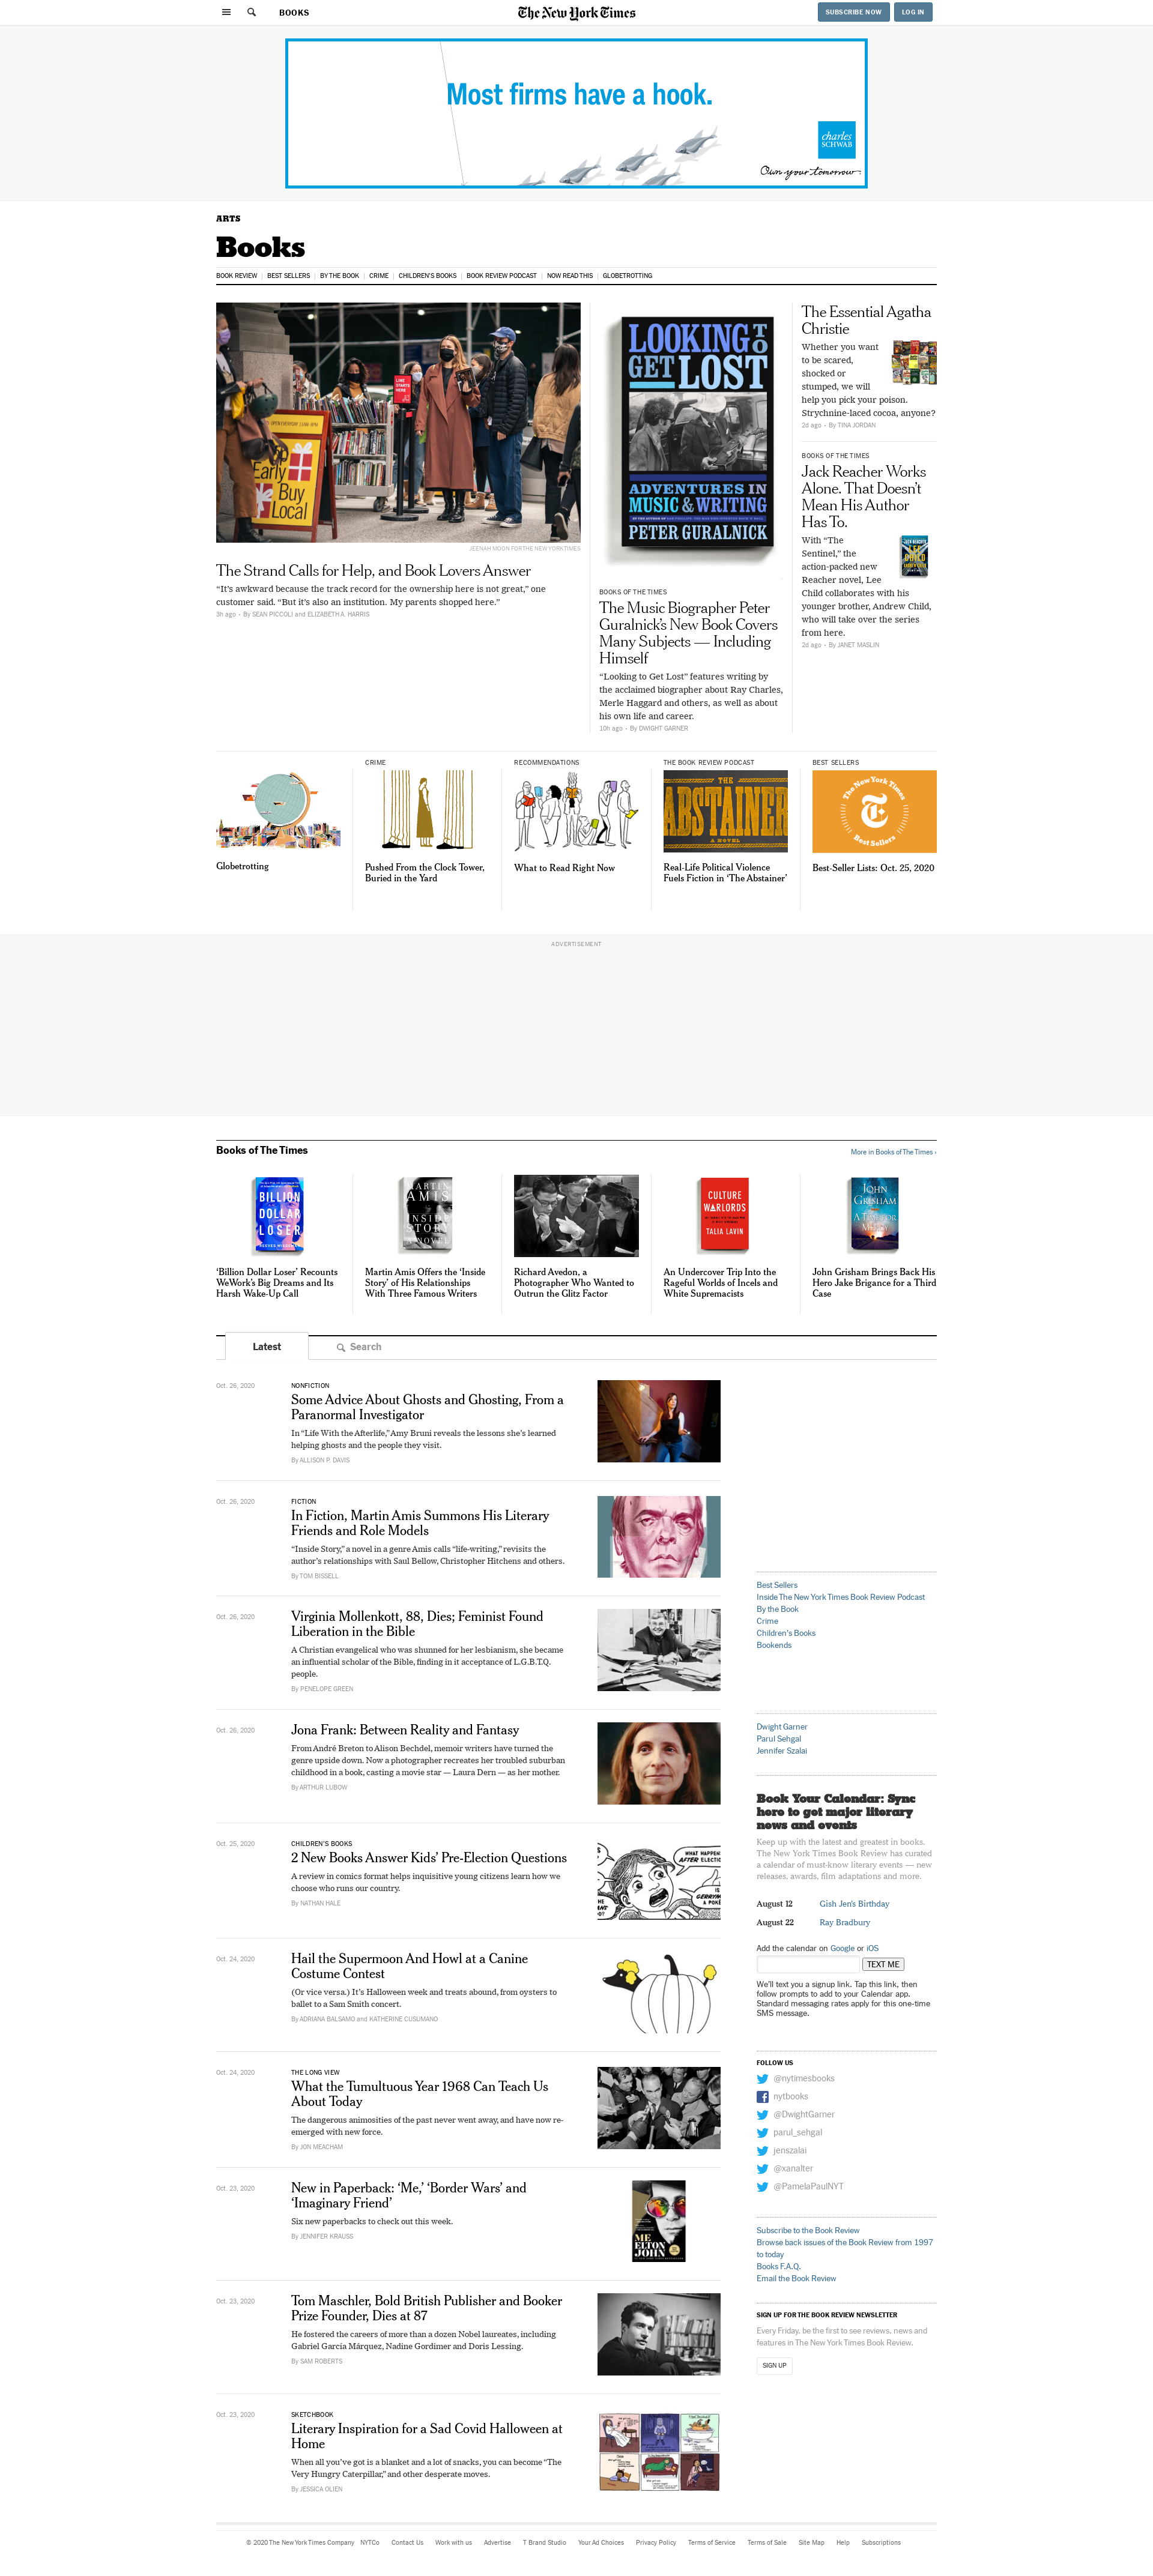 BOOKS
The New York Times
SUBSCRIBE NOW
LOG IN
Most firms have a hook.
charles
SCHWAB
Own your tomorrow.
ARTS
Books
BOOK REVIEW
BEST SELLERS
BY THE BOOK
CRIME
CHILDREN'S BOOKS
BOOK REVIEW PODCAST
NOW READ THIS
GLOBETROTTING
Early
Buy
Local
JEENAH MOON FOR THE NEW YORK TIMES
The Strand Calls for Help, and Book Lovers Answer
“It’s awkward because the track record for the ownership here is not great,” one
customer said. “But it’s also an institution. My parents shopped here.”
3h ago - By SEAN PICCOLI and ELIZABETH A. HARRIS
LOOKING TO
GET LOST
ADVENTURES IN
MUSIC & WRITING
PETER GURALNICK
BOOKS OF THE TIMES
The Music Biographer Peter
Guralnick’s New Book Covers
Many Subjects — Including
Himself
“Looking to Get Lost” features writing by
the acclaimed biographer about Ray Charles,
Merle Haggard and others, as well as about
his own life and career.
10h ago - By DWIGHT GARNER
The Essential Agatha
Christie
Whether you want
to be scared,
shocked or
stumped, we will
help you pick your poison.
Strychnine-laced cocoa, anyone?
2d ago - By TINA JORDAN
BOOKS OF THE TIMES
Jack Reacher Works
Alone. That Doesn’t
Mean His Author
Has To.
With “The
Sentinel,” the
action-packed new
Reacher novel, Lee
Child collaborates with his
younger brother, Andrew Child,
who will take over the series
from here.
2d ago - By JANET MASLIN
Globetrotting
CRIME
Pushed From the Clock Tower,
Buried in the Yard
RECOMMENDATIONS
What to Read Right Now
THE BOOK REVIEW PODCAST
THE
ABSTAINER
A NOVEL
Real-Life Political Violence
Fuels Fiction in ‘The Abstainer’
BEST SELLERS
The New York Times
Best Sellers
Best-Seller Lists: Oct. 25, 2020
ADVERTISEMENT
Books of The Times
More in Books of The Times ›
BILLION
DOLLAR
LOSER
‘Billion Dollar Loser’ Recounts
WeWork’s Big Dreams and Its
Harsh Wake-Up Call
MARTIN
AMIS
INSIDE
STORY
Martin Amis Offers the ‘Inside
Story’ of His Relationships
With Three Famous Writers
Richard Avedon, a
Photographer Who Wanted to
Outrun the Glitz Factor
CULTURE
WARLORDS
TALIA LAVIN
An Undercover Trip Into the
Rageful Worlds of Incels and
White Supremacists
JOHN
GRISHAM
A TIME FOR
MERCY
John Grisham Brings Back His
Hero Jake Brigance for a Third
Case
Latest
Search
Oct. 26, 2020
NONFICTION
Some Advice About Ghosts and Ghosting, From a
Paranormal Investigator
In “Life With the Afterlife,” Amy Bruni reveals the lessons she’s learned
helping ghosts and the people they visit.
By ALLISON P. DAVIS
Oct. 26, 2020
FICTION
In Fiction, Martin Amis Summons His Literary
Friends and Role Models
“Inside Story,” a novel in a genre Amis calls “life-writing,” revisits the
author’s relationships with Saul Bellow, Christopher Hitchens and others.
By TOM BISSELL
Oct. 26, 2020
Virginia Mollenkott, 88, Dies; Feminist Found
Liberation in the Bible
A Christian evangelical who was shunned for her lesbianism, she became
an influential scholar of the Bible, finding in it acceptance of L.G.B.T.Q.
people.
By PENELOPE GREEN
Oct. 26, 2020
Jona Frank: Between Reality and Fantasy
From André Breton to Alison Bechdel, memoir writers have turned the
genre upside down. Now a photographer recreates her troubled suburban
childhood in a book, casting a movie star — Laura Dern — as her mother.
By ARTHUR LUBOW
Oct. 25, 2020
CHILDREN'S BOOKS
2 New Books Answer Kids’ Pre-Election Questions
A review in comics format helps inquisitive young citizens learn how we
choose who runs our country.
By NATHAN HALE
WHAT HAPPENS
AFTER ELECTION
Oct. 24, 2020
Hail the Supermoon And Howl at a Canine
Costume Contest
(Or vice versa.) It’s Halloween week and treats abound, from oysters to
ballet to a Sam Smith concert.
By ADRIANA BALSAMO and KATHERINE CUSUMANO
Oct. 24, 2020
THE LONG VIEW
What the Tumultuous Year 1968 Can Teach Us
About Today
The dangerous animosities of the past never went away, and have now re-
emerged with new force.
By JON MEACHAM
Oct. 23, 2020
New in Paperback: ‘Me,’ ‘Border Wars’ and
‘Imaginary Friend’
Six new paperbacks to check out this week.
By JENNIFER KRAUSS
ME
ELTON
JOHN
Oct. 23, 2020
Tom Maschler, Bold British Publisher and Booker
Prize Founder, Dies at 87
He fostered the careers of more than a dozen Nobel laureates, including
Gabriel García Márquez, Nadine Gordimer and Doris Lessing.
By SAM ROBERTS
Oct. 23, 2020
SKETCHBOOK
Literary Inspiration for a Sad Covid Halloween at
Home
When all you’ve got is a blanket and a lot of snacks, you can become “The
Very Hungry Caterpillar,” and other desperate moves.
By JESSICA OLIEN
Best Sellers
Inside The New York Times Book Review Podcast
By the Book
Crime
Children's Books
Bookends
Dwight Garner
Parul Sehgal
Jennifer Szalai
Book Your Calendar: Sync
here to get major literary
news and events
Keep up with the latest and greatest in books.
The New York Times Book Review has curated
a calendar of must-know literary events — new
releases, awards, film adaptations and more.
August 12
Gish Jen’s Birthday
August 22
Ray Bradbury
Add the calendar on Google or iOS
TEXT ME
We’ll text you a signup link. Tap this link, then
follow prompts to add to your Calendar app.
Standard messaging rates apply for this one-time
SMS message.
FOLLOW US
@nytimesbooks
nytbooks
@DwightGarner
parul_sehgal
jenszalai
@xanalter
@PamelaPaulNYT
Subscribe to the Book Review
Browse back issues of the Book Review from 1997
to today
Books F.A.Q.
Email the Book Review
SIGN UP FOR THE BOOK REVIEW NEWSLETTER
Every Friday, be the first to see reviews, news and
features in The New York Times Book Review.
SIGN UP
© 2020 The New York Times Company
NYTCo
Contact Us
Work with us
Advertise
T Brand Studio
Your Ad Choices
Privacy Policy
Terms of Service
Terms of Sale
Site Map
Help
Subscriptions